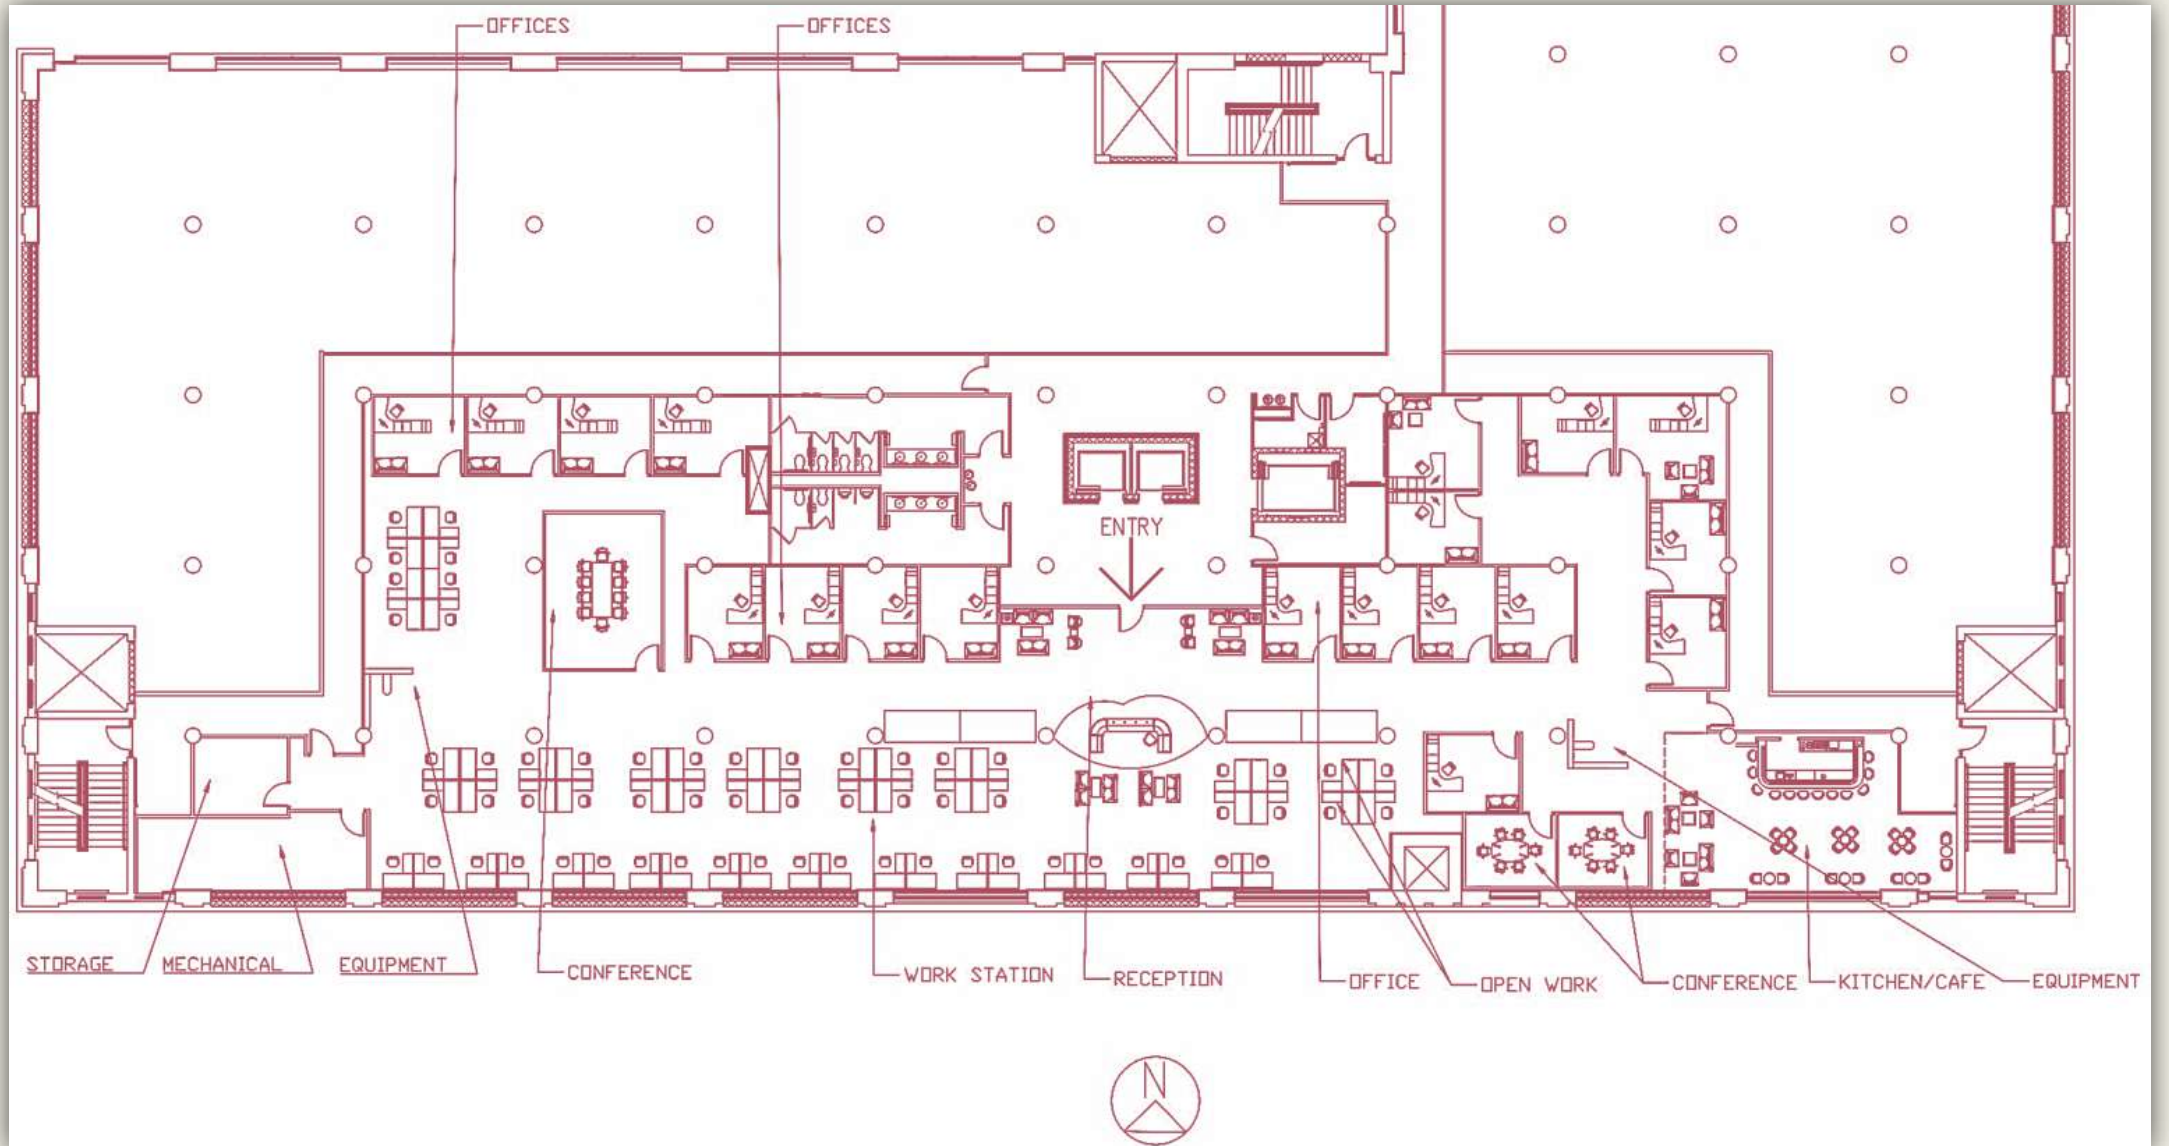 OFFICES
OFFICES
ENTRY
STORAGE
MECHANICAL
EQUIPMENT
CONFERENCE
WORK STATION
RECEPTION
OFFICE
OPEN WORK
CONFERENCE
KITCHEN/CAFE
EQUIPMENT
N